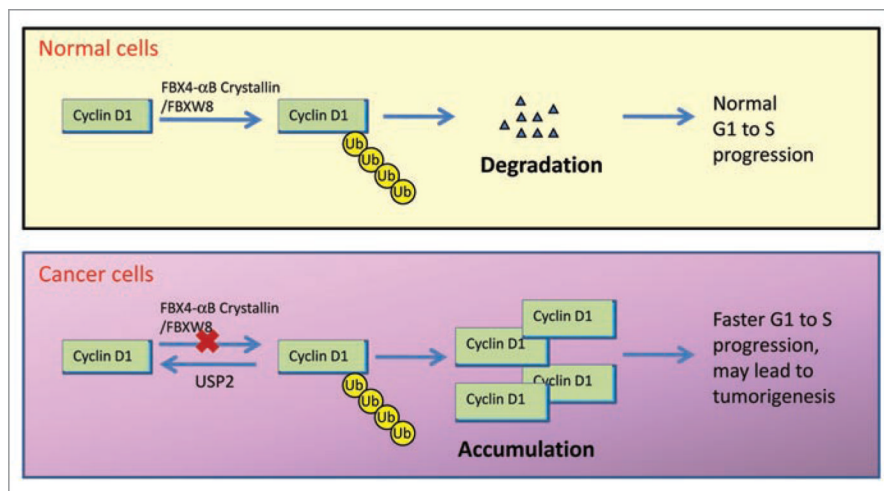 Normal cells
FBX4-αB Crystallin
/FBXW8
Cyclin D1
Cyclin D1
Ub
Ub
Ub
Ub
Degradation
Normal
G1 to S
progression
Cancer cells
FBX4-αB Crystallin
/FBXW8
Cyclin D1
USP2
Cyclin D1
Ub
Ub
Ub
Ub
Cyclin D1
Cyclin D1
Cyclin D1
Cyclin D1
Accumulation
Faster G1 to S
progression,
may lead to
tumorigenesis